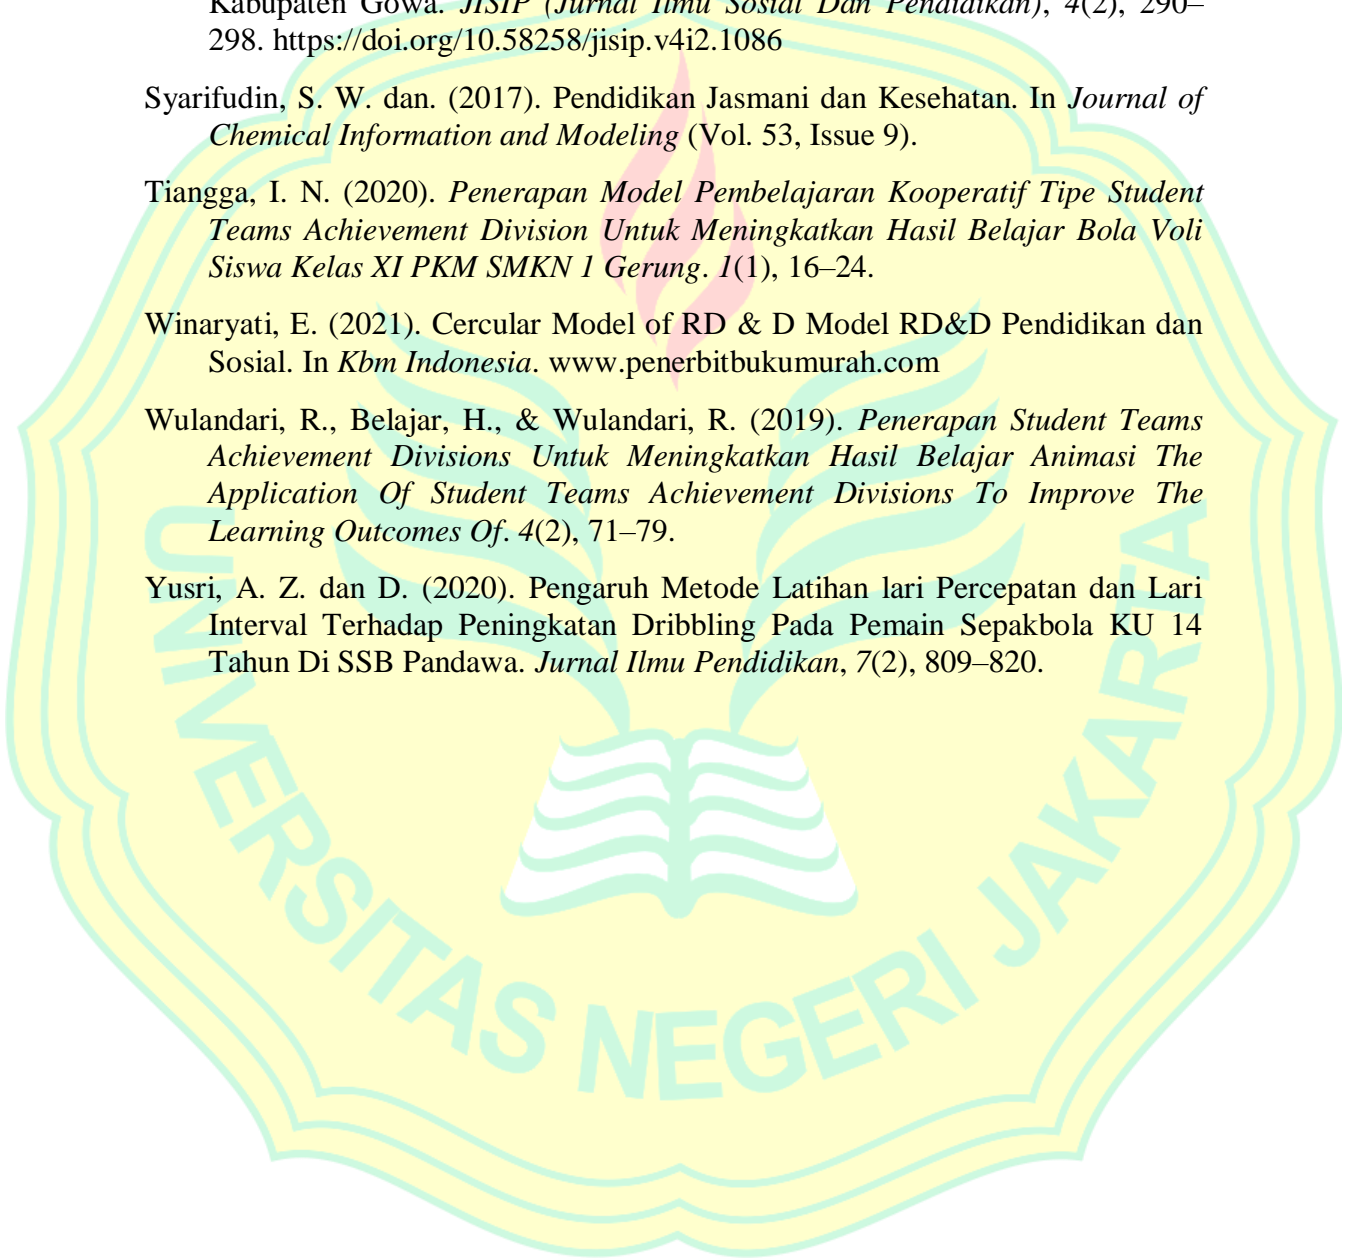 Kabupaten Gowa. JISIP (Jurnal Ilmu Sosial Dan Pendidikan), 4(2), 290–
298. https://doi.org/10.58258/jisip.v4i2.1086
Syarifudin, S. W. dan. (2017). Pendidikan Jasmani dan Kesehatan. In Journal of
Chemical Information and Modeling (Vol. 53, Issue 9).
Tiangga, I. N. (2020). Penerapan Model Pembelajaran Kooperatif Tipe Student
Teams Achievement Division Untuk Meningkatkan Hasil Belajar Bola Voli
Siswa Kelas XI PKM SMKN 1 Gerung. 1(1), 16–24.
Winaryati, E. (2021). Cercular Model of RD & D Model RD&D Pendidikan dan
Sosial. In Kbm Indonesia. www.penerbitbukumurah.com
Wulandari, R., Belajar, H., & Wulandari, R. (2019). Penerapan Student Teams
Achievement Divisions Untuk Meningkatkan Hasil Belajar Animasi The
Application Of Student Teams Achievement Divisions To Improve The
Learning Outcomes Of. 4(2), 71–79.
Yusri, A. Z. dan D. (2020). Pengaruh Metode Latihan lari Percepatan dan Lari
Interval Terhadap Peningkatan Dribbling Pada Pemain Sepakbola KU 14
Tahun Di SSB Pandawa. Jurnal Ilmu Pendidikan, 7(2), 809–820.
UNIVERSITAS NEGERI JAKARTA